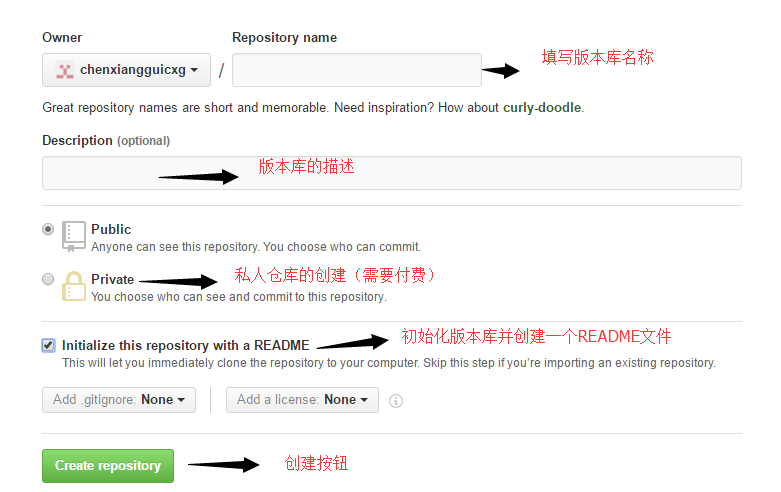 Owner
Repository name
chenxiangguicxg
/
填写版本库名称
Great repository names are short and memorable. Need inspiration? How about curly-doodle.
Description (optional)
版本库的描述
Public
Anyone can see this repository. You choose who can commit.
Private
私人仓库的创建（需要付费）
You choose who can see and commit to this repository.
Initialize this repository with a README
初始化版本库并创建一个README文件
This will let you immediately clone the repository to your computer. Skip this step if you’re importing an existing repository.
Add .gitignore: None
Add a license: None
Create repository
创建按钮